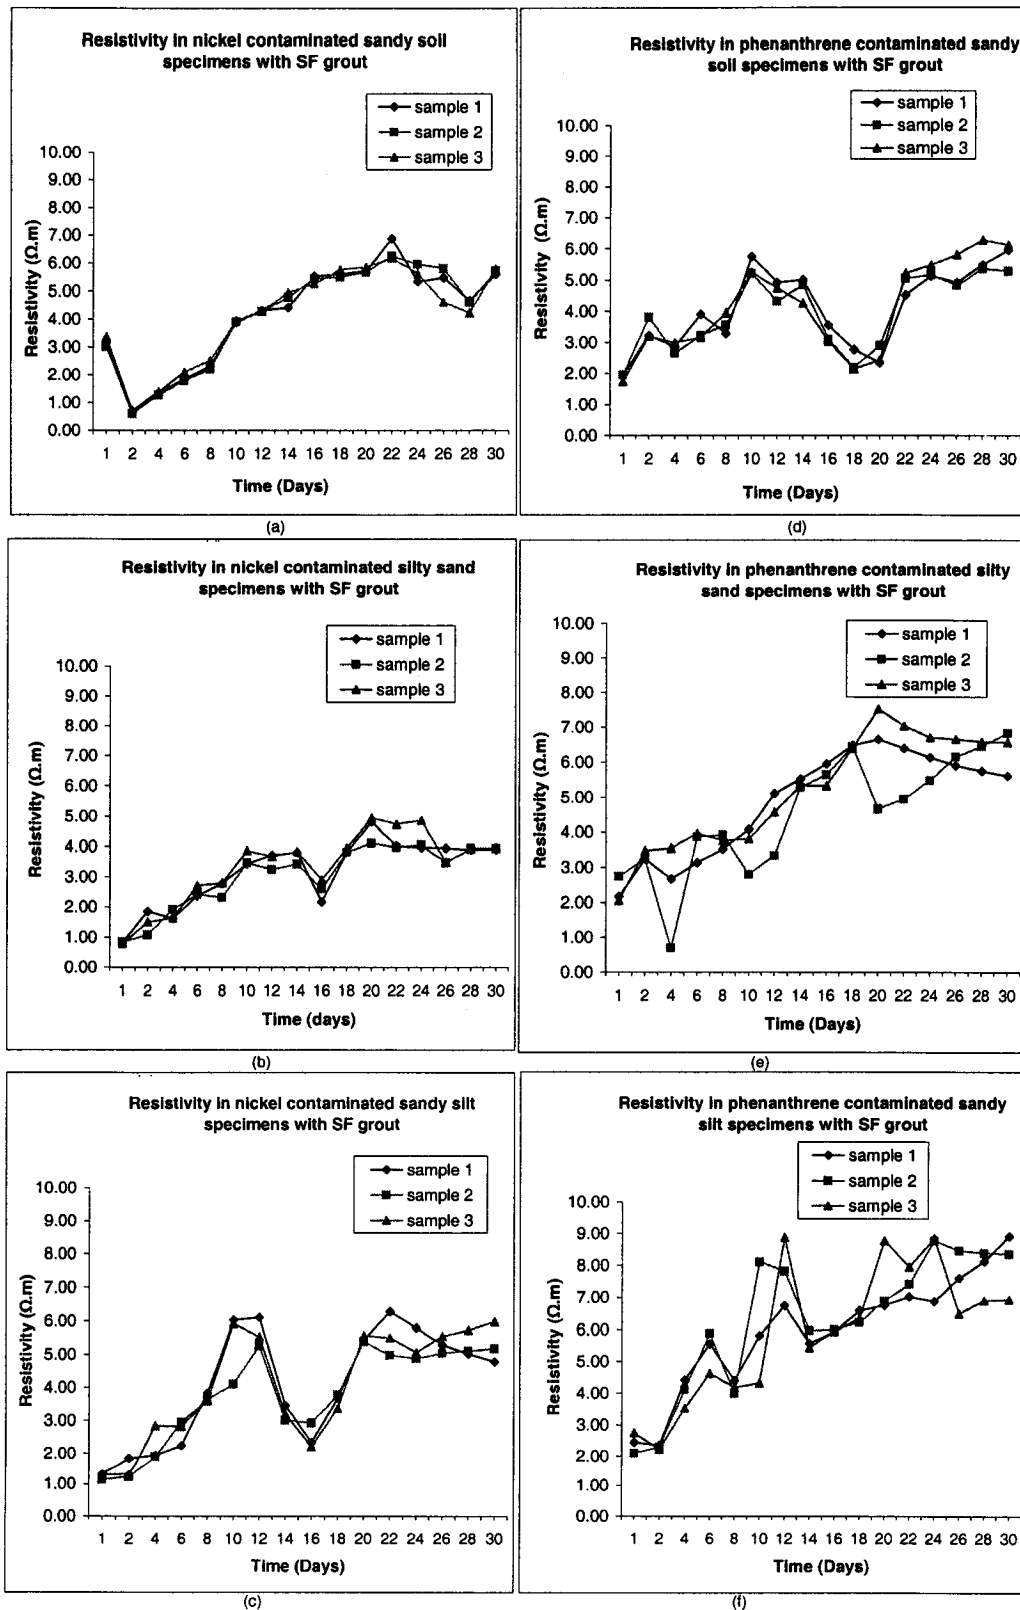 Resistivity in nickel contaminated sandy soil
specimens with SF grout
sample 1
sample 2
sample 3
10.00
9.00
8.00
7.00
6.00
5.00
4.00
3.00
2.00
1.00
0.00
Resistivity (Ω.m)
1 2 4 6 8 10 12 14 16 18 20 22 24 26 28 30
Time (Days)
(a)
Resistivity in phenanthrene contaminated sandy
soil specimens with SF grout
sample 1
sample 2
sample 3
10.00
9.00
8.00
7.00
6.00
5.00
4.00
3.00
2.00
1.00
0.00
Resistivity (Ω.m)
1 2 4 6 8 10 12 14 16 18 20 22 24 26 28 30
Time (Days)
(d)
Resistivity in nickel contaminated silty sand
specimens with SF grout
sample 1
sample 2
sample 3
10.00
9.00
8.00
7.00
6.00
5.00
4.00
3.00
2.00
1.00
0.00
Resistivity (Ω.m)
1 2 4 6 8 10 12 14 16 18 20 22 24 26 28 30
Time (days)
(b)
Resistivity in phenanthrene contaminated silty
sand specimens with SF grout
sample 1
sample 2
sample 3
10.00
9.00
8.00
7.00
6.00
5.00
4.00
3.00
2.00
1.00
0.00
Resistivity (Ω.m)
1 2 4 6 8 10 12 14 16 18 20 22 24 26 28 30
Time (Days)
(e)
Resistivity in nickel contaminated sandy silt
specimens with SF grout
sample 1
sample 2
sample 3
10.00
9.00
8.00
7.00
6.00
5.00
4.00
3.00
2.00
1.00
0.00
Resistivity (Ω.m)
1 2 4 6 8 10 12 14 16 18 20 22 24 26 28 30
Time (Days)
(c)
Resistivity in phenanthrene contaminated sandy
silt specimens with SF grout
sample 1
sample 2
sample 3
10.00
9.00
8.00
7.00
6.00
5.00
4.00
3.00
2.00
1.00
0.00
Resistivity (Ω.m)
1 2 4 6 8 10 12 14 16 18 20 22 24 26 28 30
Time (Days)
(f)